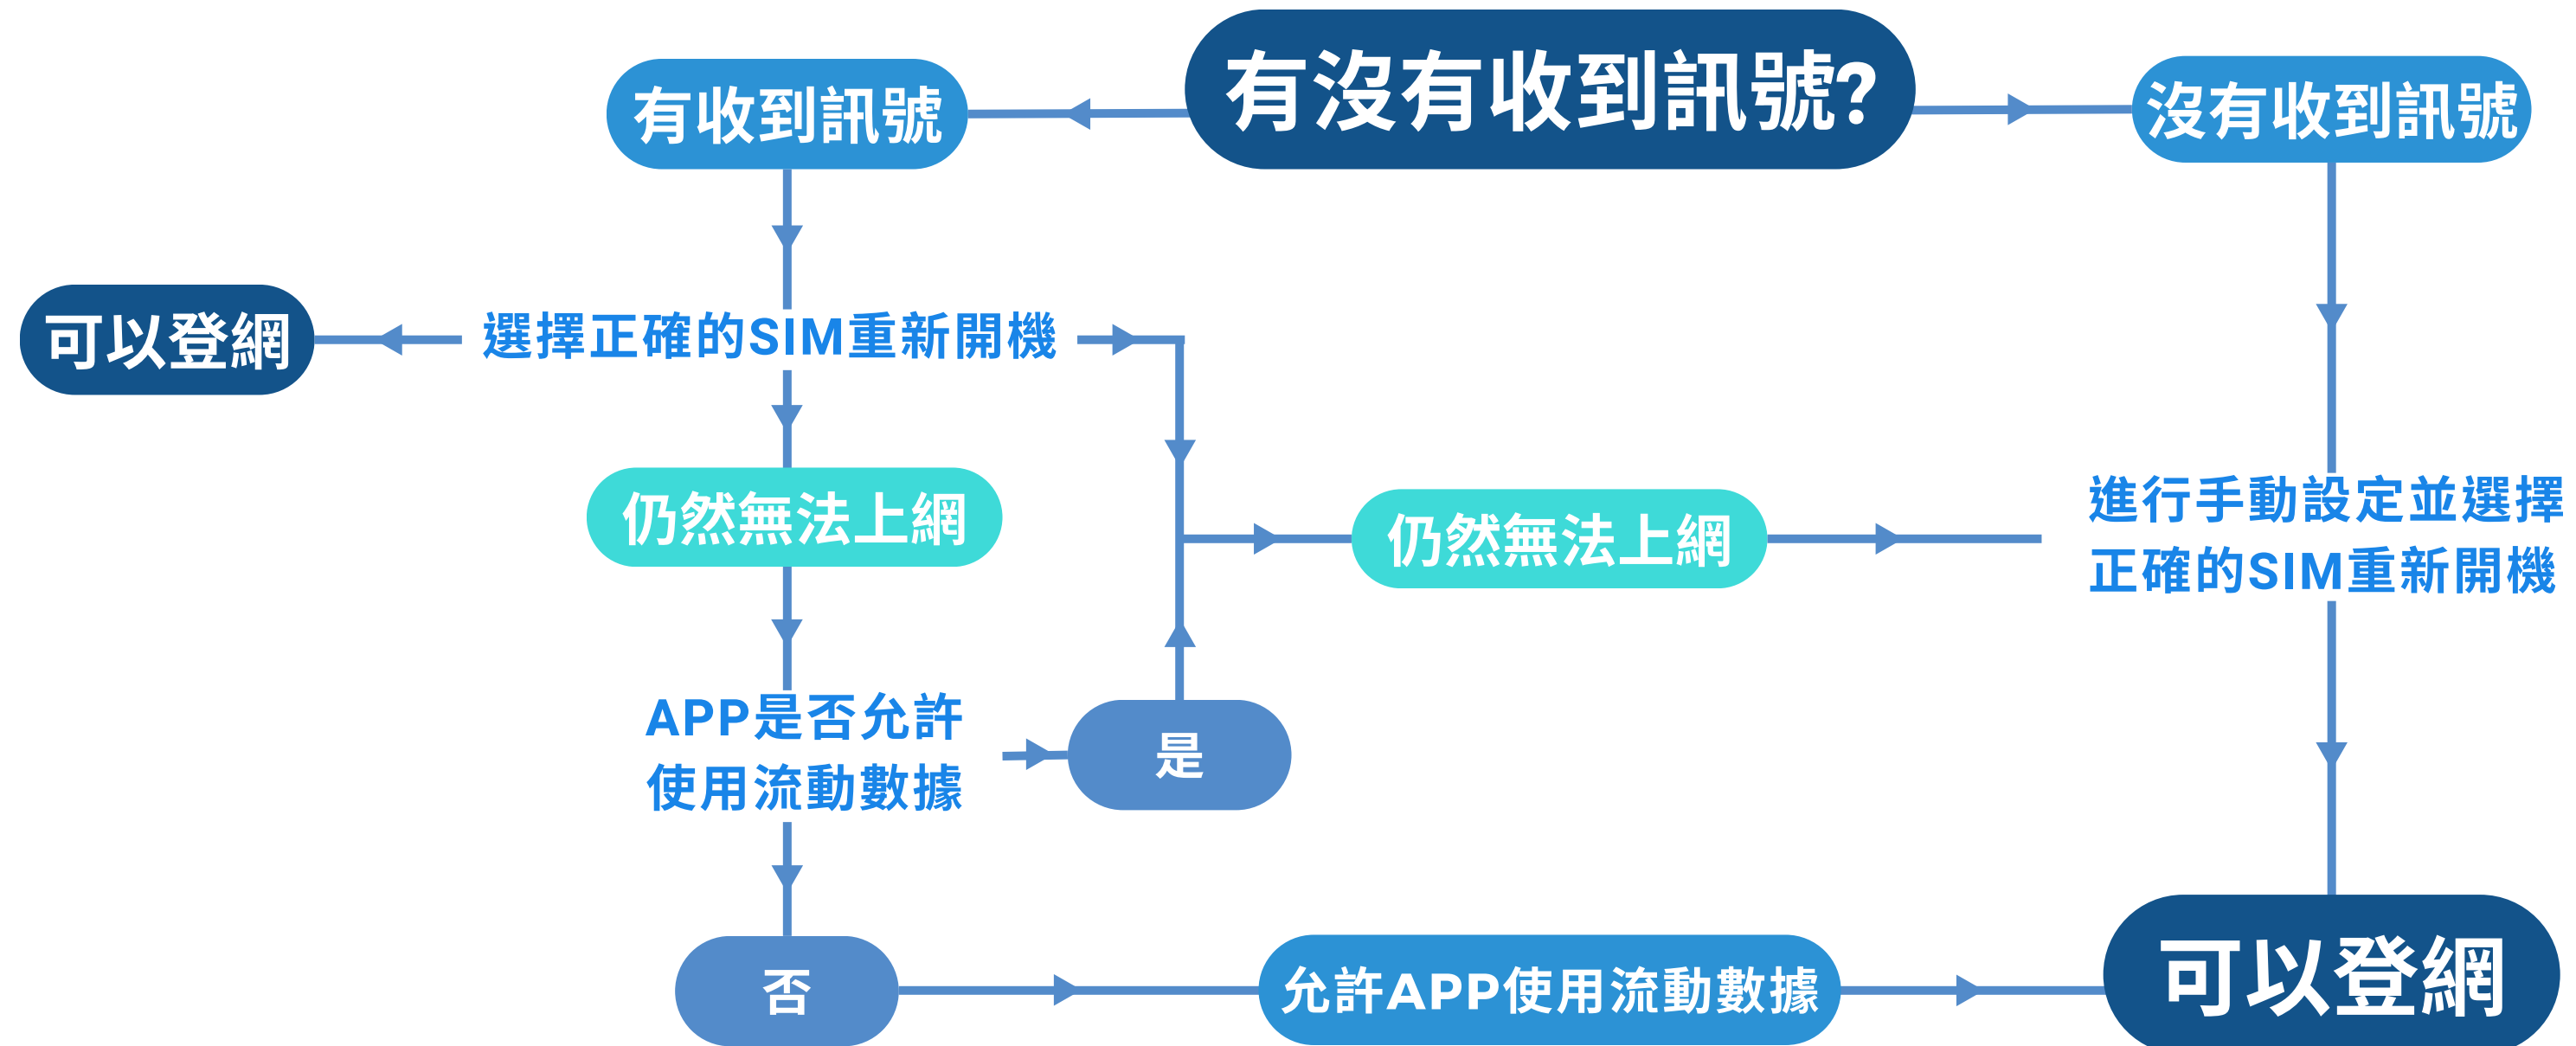 有沒有收到訊號?
有收到訊號
沒有收到訊號
可以登網
選擇正確的SIM重新開機
仍然無法上網
仍然無法上網
進行手動設定並選擇
正確的SIM重新開機
APP是否允許
使用流動數據
是
否
允許APP使用流動數據
可以登網